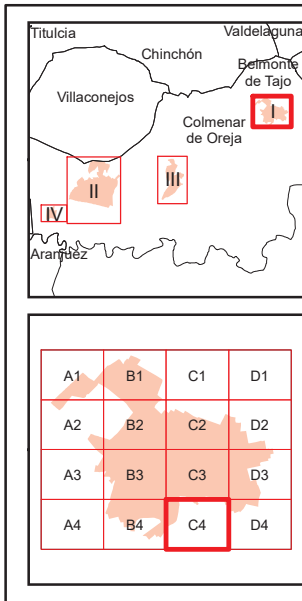 Titulcia
Valdelaguna
Chinchón
Belmonte
de Tajo
Villaconejos
I
Colmenar
de Oreja
II
III
IV
Aranjuez
A1 B1 C1 D1
A2 B2 C2 D2
A3 B3 C3 D3
A4 B4 C4 D4